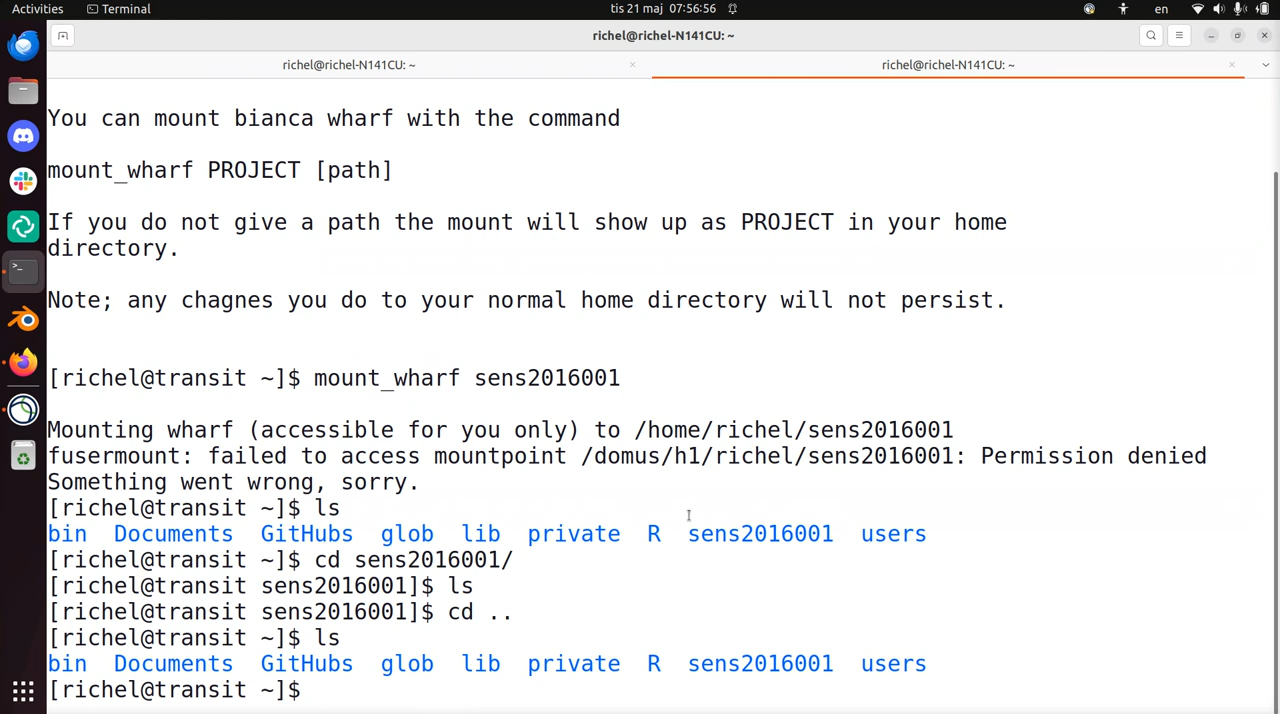 Activities
Terminal
tis 21 maj 07:56:56
en
richel@richel-N141CU: ~
richel@richel-N141CU: ~
richel@richel-N141CU: ~
You can mount bianca wharf with the command
mount_wharf PROJECT [path]
If you do not give a path the mount will show up as PROJECT in your home
directory.
Note; any chagnes you do to your normal home directory will not persist.
[richel@transit ~]$ mount_wharf sens2016001
Mounting wharf (accessible for you only) to /home/richel/sens2016001
fusermount: failed to access mountpoint /domus/h1/richel/sens2016001: Permission denied
Something went wrong, sorry.
[richel@transit ~]$ ls
bin  Documents  GitHubs  glob  lib  private  R  sens2016001  users
[richel@transit ~]$ cd sens2016001/
[richel@transit sens2016001]$ ls
[richel@transit sens2016001]$ cd ..
[richel@transit ~]$ ls
bin  Documents  GitHubs  glob  lib  private  R  sens2016001  users
[richel@transit ~]$